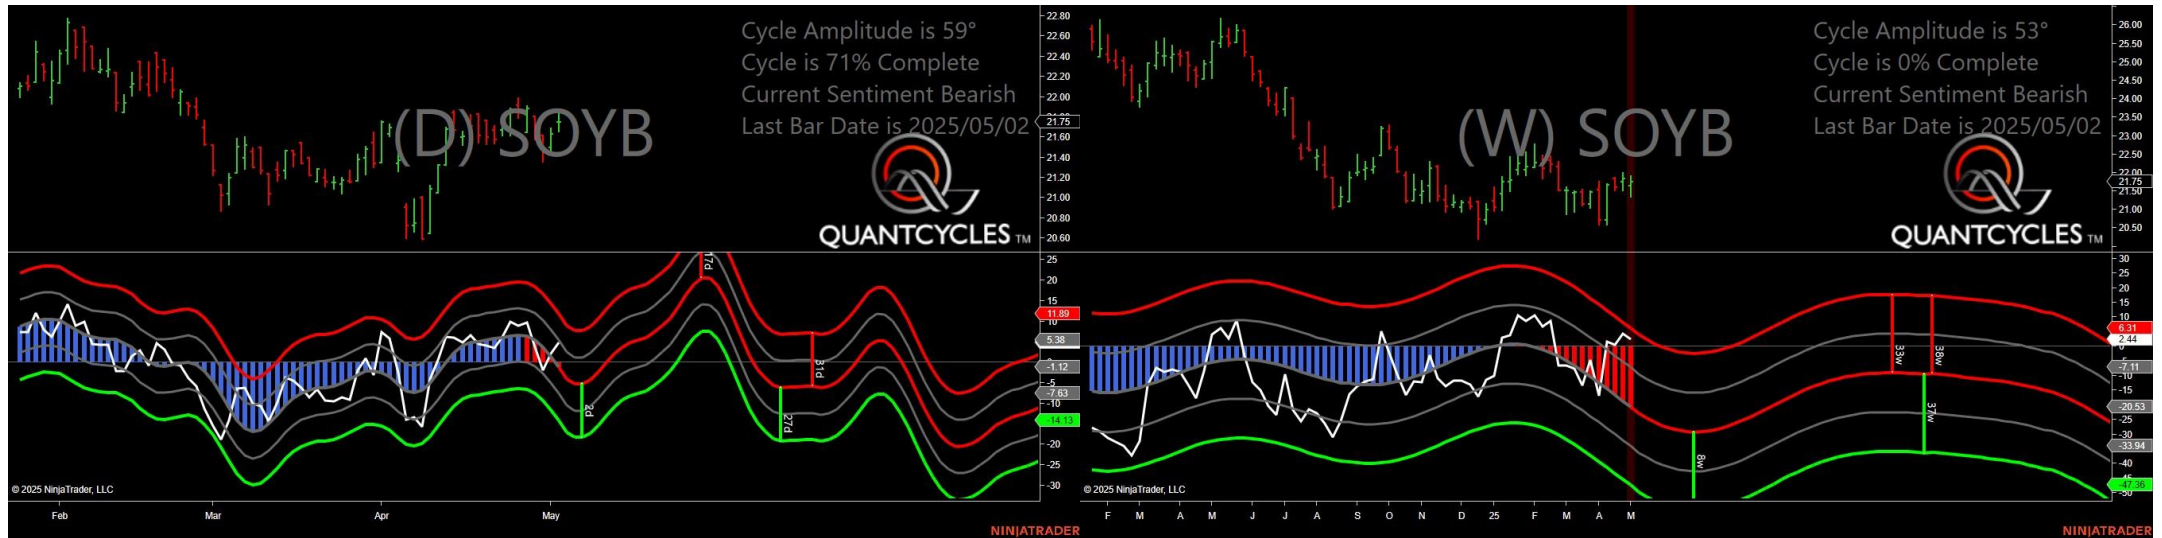 Cycle Amplitude is 59°
Cycle is 71% Complete
Current Sentiment Bearish
Last Bar Date is 2025/05/02
(D) SOYB
QUANTCYCLES TM
22.80
22.60
22.40
22.20
22.00
21.75
21.60
21.40
21.20
21.00
20.80
20.60
25
20
15
11.89
10
5.38
-1.12
-5
-7.63
-10
-14.13
-20
-25
-30
17d
31d
2d
27d
© 2025 NinjaTrader, LLC
Feb Mar Apr May
NINJATRADER
Cycle Amplitude is 53°
Cycle is 0% Complete
Current Sentiment Bearish
Last Bar Date is 2025/05/02
(W) SOYB
QUANTCYCLES TM
26.00
25.50
25.00
24.50
24.00
23.50
23.00
22.50
22.00
21.75
21.50
21.00
20.50
30
25
20
15
10
6.31
2.44
-7.11
-10
-15
-20.53
-25
-30
-33.94
-40
-47.36
-50
33w
38w
37w
8w
© 2025 NinjaTrader, LLC
F M A M J J A S O N D 25 F M A M
NINJATRADER